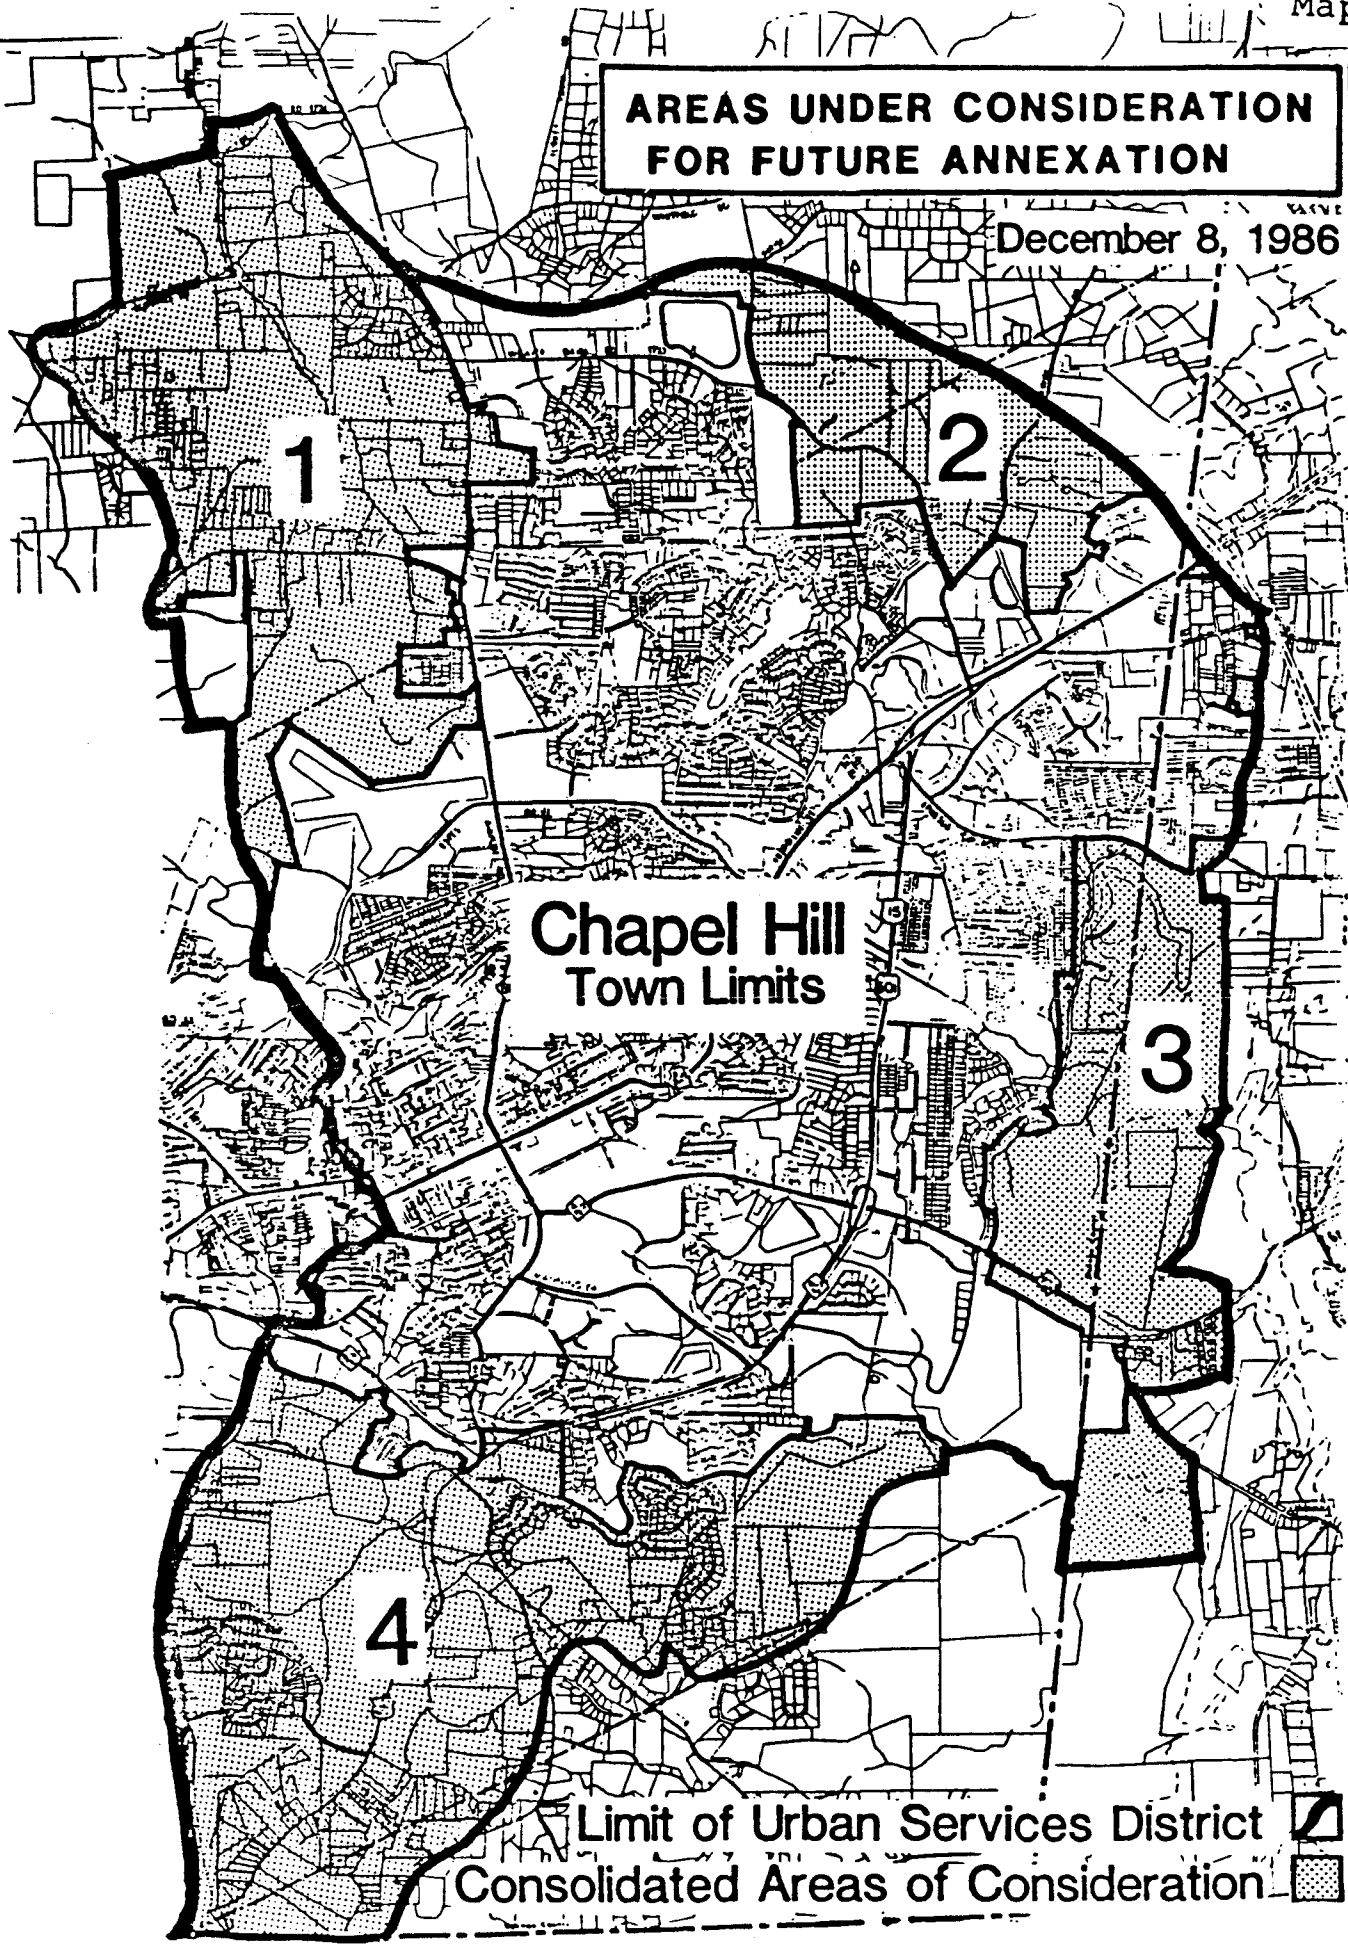 Map
AREAS UNDER CONSIDERATION
FOR FUTURE ANNEXATION
December 8, 1986
1
2
Chapel Hill
Town Limits
3
4
Limit of Urban Services District
Consolidated Areas of Consideration